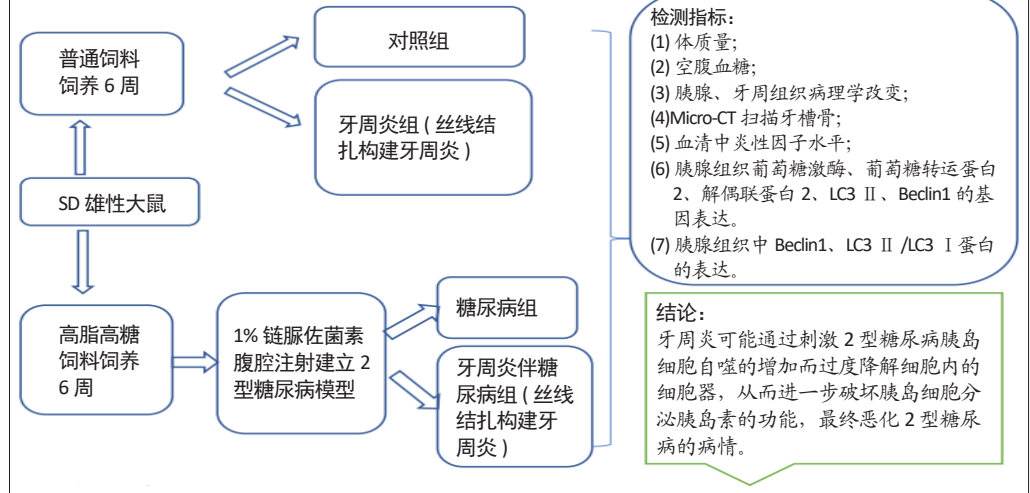 普通饲料
饲养 6 周
对照组
牙周炎组 ( 丝线结
扎构建牙周炎 )
SD 雄性大鼠
高脂高糖
饲料饲养
6 周
1% 链脲佐菌素
腹腔注射建立 2
型糖尿病模型
糖尿病组
牙周炎伴糖
尿病组 ( 丝线
结扎构建牙
周炎 )
检测指标：
(1) 体质量；
(2) 空腹血糖；
(3) 胰腺、牙周组织病理学改变；
(4)Micro-CT 扫描牙槽骨；
(5) 血清中炎性因子水平；
(6) 胰腺组织葡萄糖激酶、葡萄糖转运蛋白
2、解偶联蛋白 2、LC3 Ⅱ、Beclin1 的基
因表达。
(7) 胰腺组织中 Beclin1、LC3 Ⅱ /LC3 Ⅰ 蛋白
的表达。
结论：
牙周炎可能通过刺激 2 型糖尿病胰岛
细胞自噬的增加而过度降解细胞内的
细胞器，从而进一步破坏胰岛细胞分
泌胰岛素的功能，最终恶化 2 型糖尿
病的病情。